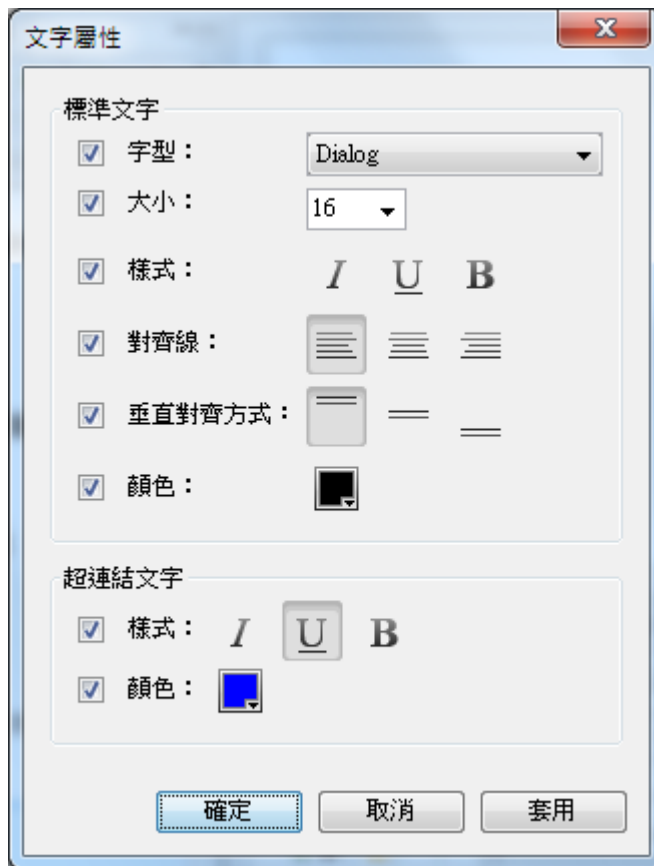 文字屬性
標準文字
字型：
Dialog
大小：
16
樣式：
I U B
對齊線：
垂直對齊方式：
顏色：
超連結文字
樣式： I U B
顏色：
確定 取消 套用